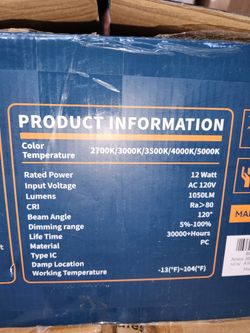 PRODUCT INFORMATION
Color
Temperature 2700K/3000K/3500K/4000K/5000K
Rated Power 12 Watt
Input Voltage AC 120V
Lumens 1050LM
CRI Ra>80
Beam Angle 120°
Dimming range 5%-100%
Life Time 30000+Hours
Material PC
Type IC
Damp Location
Working Temperature -13(°F)~104(°F)